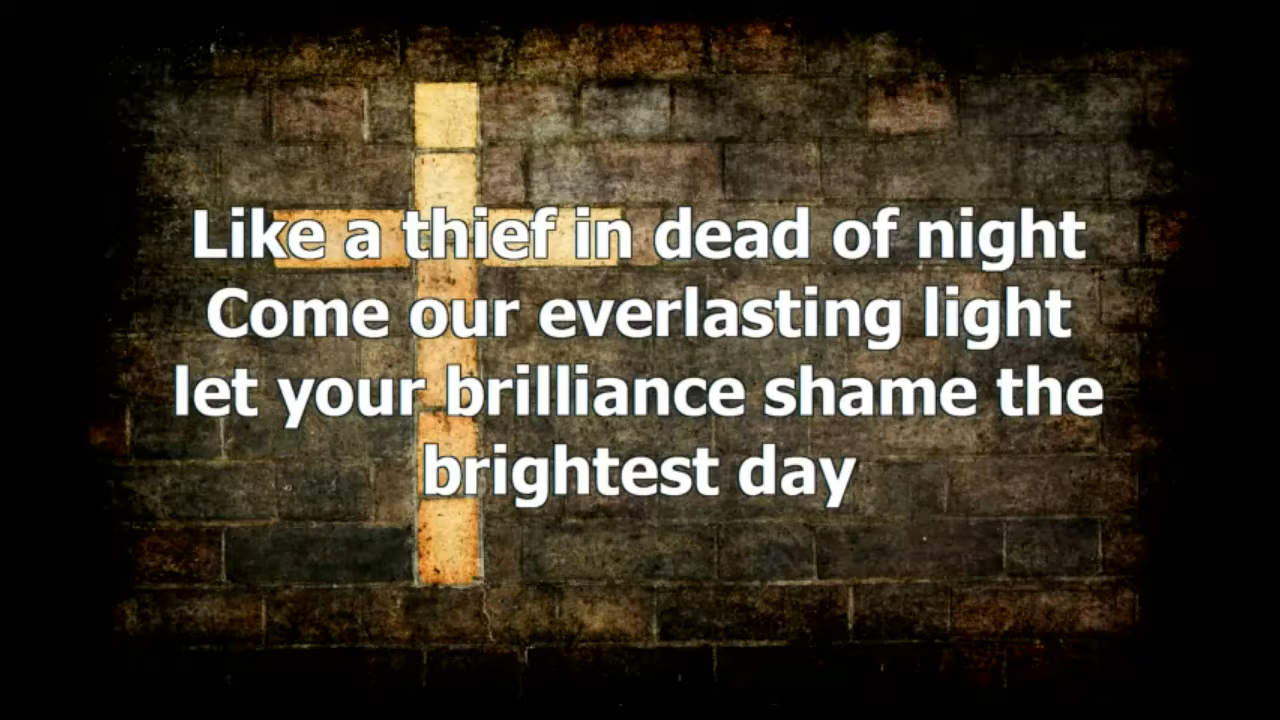 Like a thief in dead of night
Come our everlasting light
let your brilliance shame the
brightest day